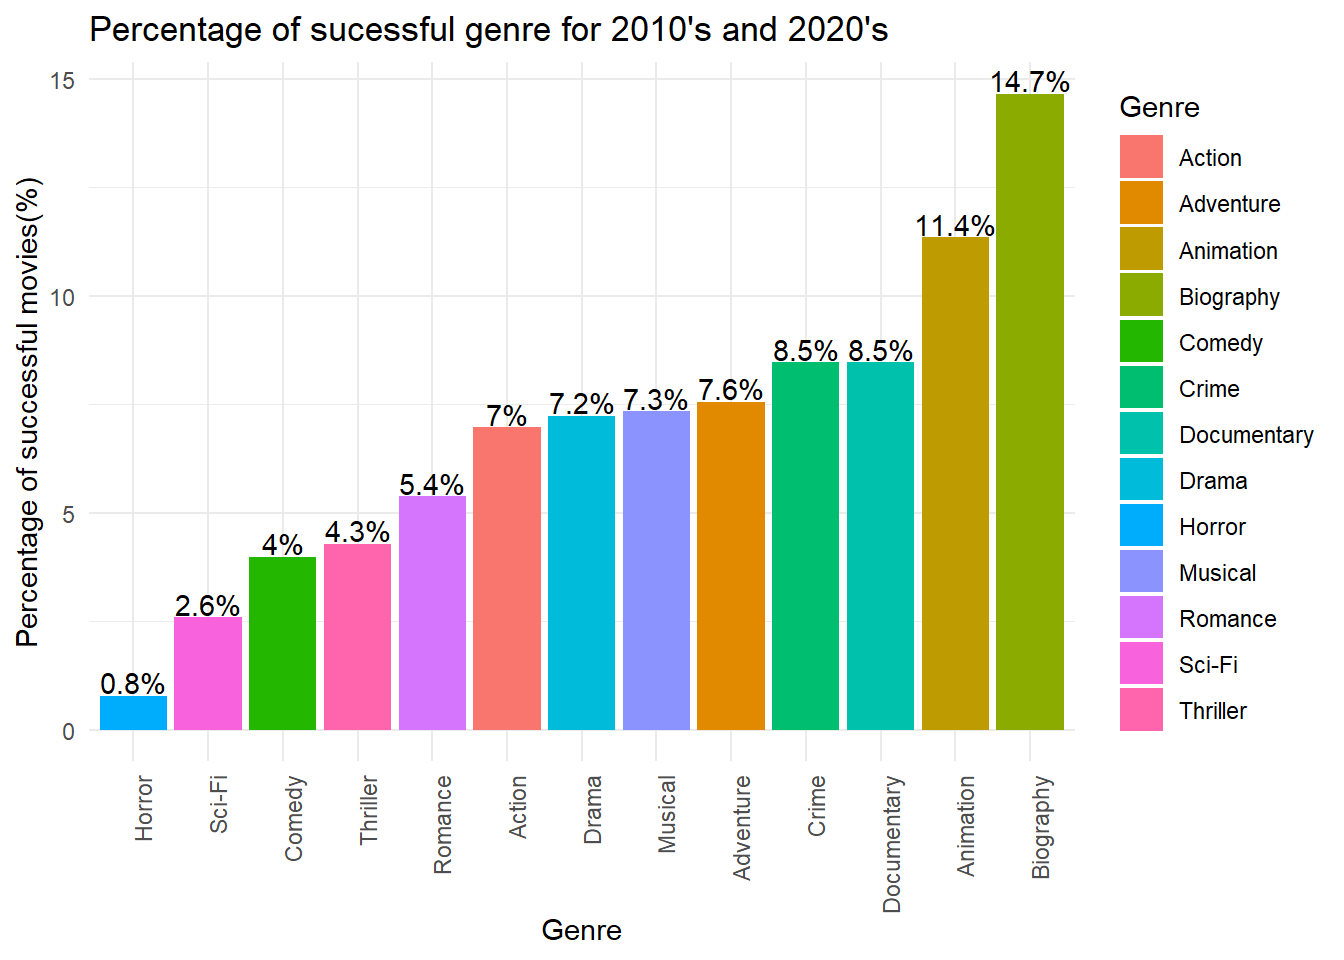 Percentage of sucessful genre for 2010's and 2020's
Percentage of successful movies(%)
15
10
5
0
0.8%
2.6%
4%
4.3%
5.4%
7%
7.2%
7.3%
7.6%
8.5%
8.5%
11.4%
14.7%
Horror
Sci-Fi
Comedy
Thriller
Romance
Action
Drama
Musical
Adventure
Crime
Documentary
Animation
Biography
Genre
Genre
Action
Adventure
Animation
Biography
Comedy
Crime
Documentary
Drama
Horror
Musical
Romance
Sci-Fi
Thriller